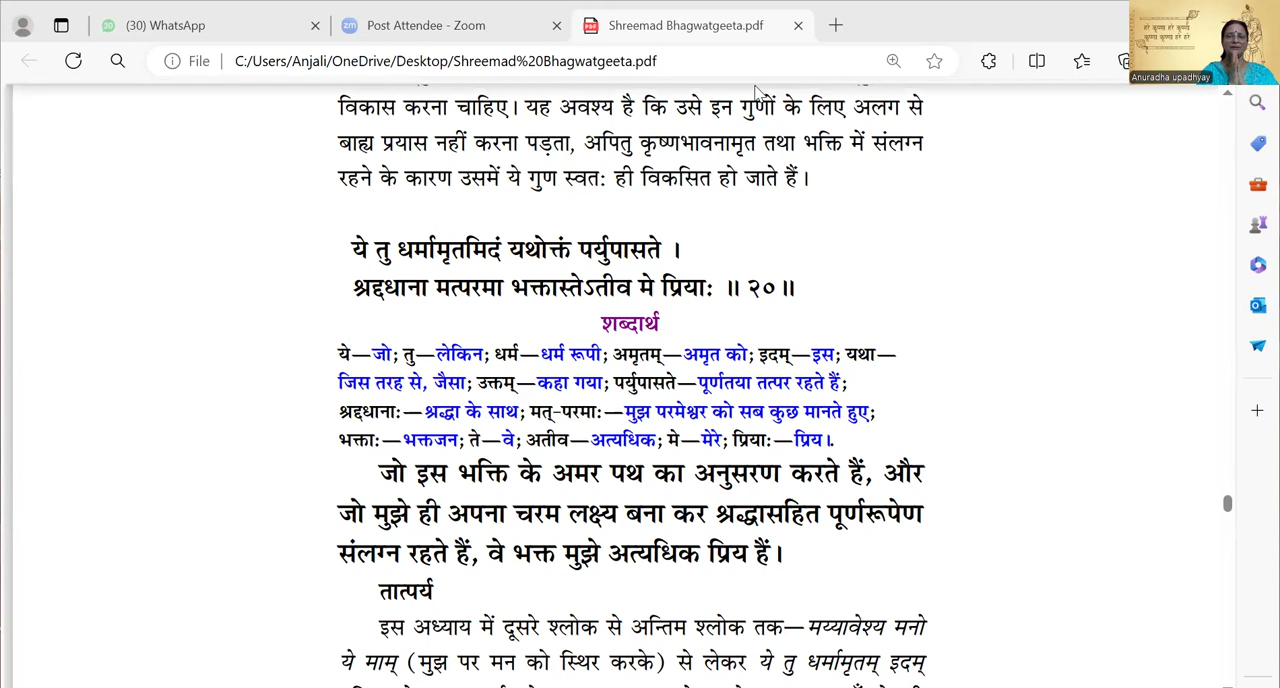 (30) WhatsApp
Post Attendee - Zoom
Shreemad Bhagwatgeeta.pdf
File C:/Users/Anjali/OneDrive/Desktop/Shreemad%20Bhagwatgeeta.pdf
हरे कृष्णा हरे कृष्णा
कृष्णा कृष्णा हरे हरे
Anuradha upadhyay
विकास करना चाहिए। यह अवश्य है कि उसे इन गुणों के लिए अलग से
बाह्य प्रयास नहीं करना पड़ता, अपितु कृष्णभावनामृत तथा भक्ति में संलग्न
रहने के कारण उसमें ये गुण स्वतः ही विकसित हो जाते हैं।
ये तु धर्मामृतमिदं यथोक्तं पर्युपासते ।
श्रद्दधाना मत्परमा भक्तास्तेऽतीव मे प्रियाः ॥ २०॥
शब्दार्थ
ये—जो; तु—लेकिन; धर्म—धर्म रूपी; अमृतम्—अमृत को; इदम्—इस; यथा—
जिस तरह से, जैसा; उक्तम्—कहा गया; पर्युपासते—पूर्णतया तत्पर रहते हैं;
श्रद्दधानाः—श्रद्धा के साथ; मत्-परमाः—मुझ परमेश्वर को सब कुछ मानते हुए;
भक्ताः—भक्तजन; ते—वे; अतीव—अत्यधिक; मे—मेरे; प्रियाः—प्रिय।.
जो इस भक्ति के अमर पथ का अनुसरण करते हैं, और
जो मुझे ही अपना चरम लक्ष्य बना कर श्रद्धासहित पूर्णरूपेण
संलग्न रहते हैं, वे भक्त मुझे अत्यधिक प्रिय हैं।
तात्पर्य
इस अध्याय में दूसरे श्लोक से अन्तिम श्लोक तक—मय्यावेश्य मनो
ये माम् (मुझ पर मन को स्थिर करके) से लेकर ये तु धर्मामृतम् इदम्